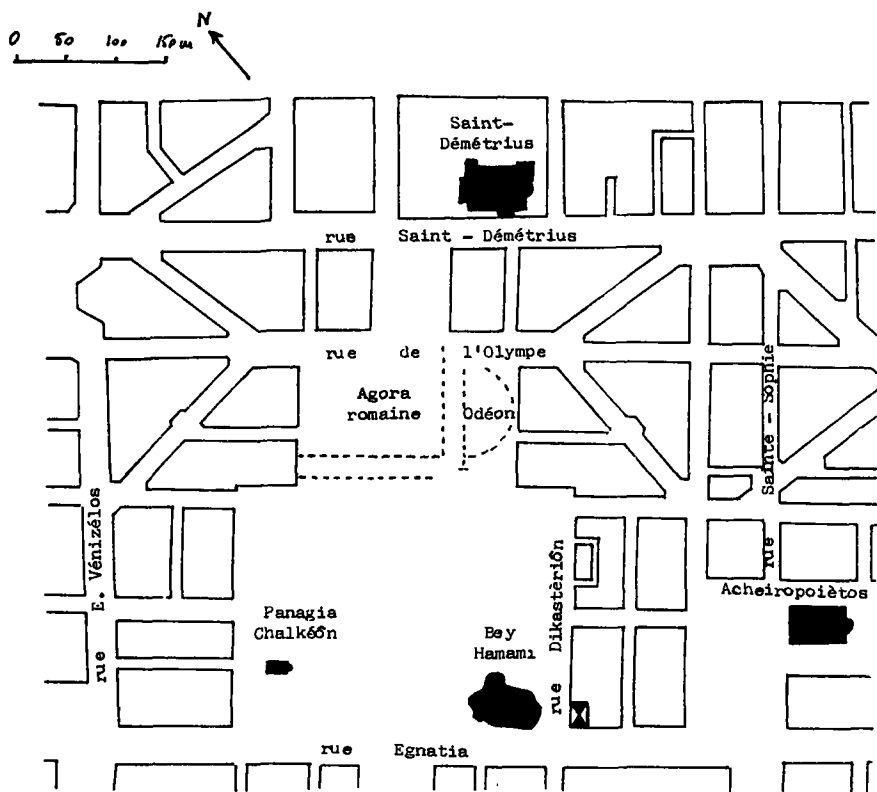 N
0 50 100 150 m
Saint-
Démétrius
rue Saint - Démétrius
rue de l'Olympe
Agora
romaine
Odéon
rue Sainte - Sophie
rue E. Vénizélos
rue Dikastèriôn
Acheiropoiètos
Panagia
Chalkéôn
Bey
Hamamı
rue Egnatia